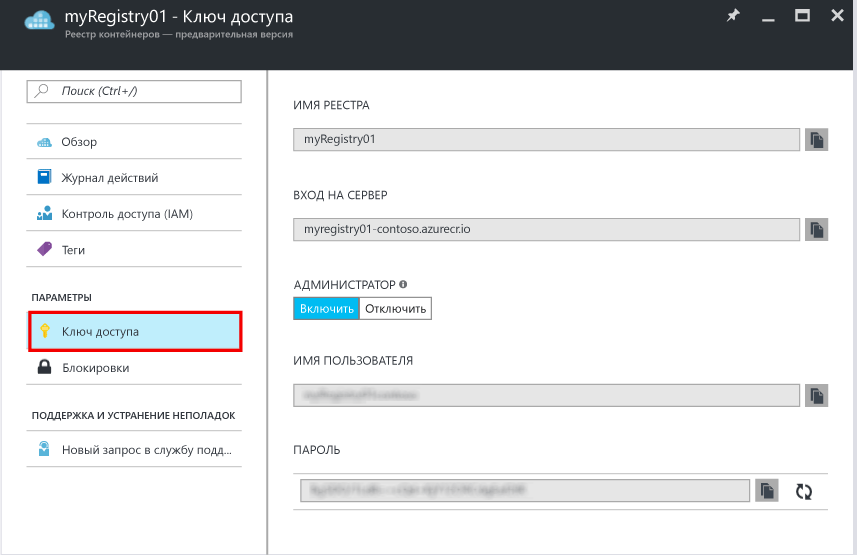 myRegistry01 - Ключ доступа
Реестр контейнеров — предварительная версия
Поиск (Ctrl+/)
Обзор
Журнал действий
Контроль доступа (IAM)
Теги
ПАРАМЕТРЫ
Ключ доступа
Блокировки
ПОДДЕРЖКА И УСТРАНЕНИЕ НЕПОЛАДОК
Новый запрос в службу подд...
ИМЯ РЕЕСТРА
myRegistry01
ВХОД НА СЕРВЕР
myregistry01-contoso.azurecr.io
АДМИНИСТРАТОР
Включить Отключить
ИМЯ ПОЛЬЗОВАТЕЛЯ
ПАРОЛЬ